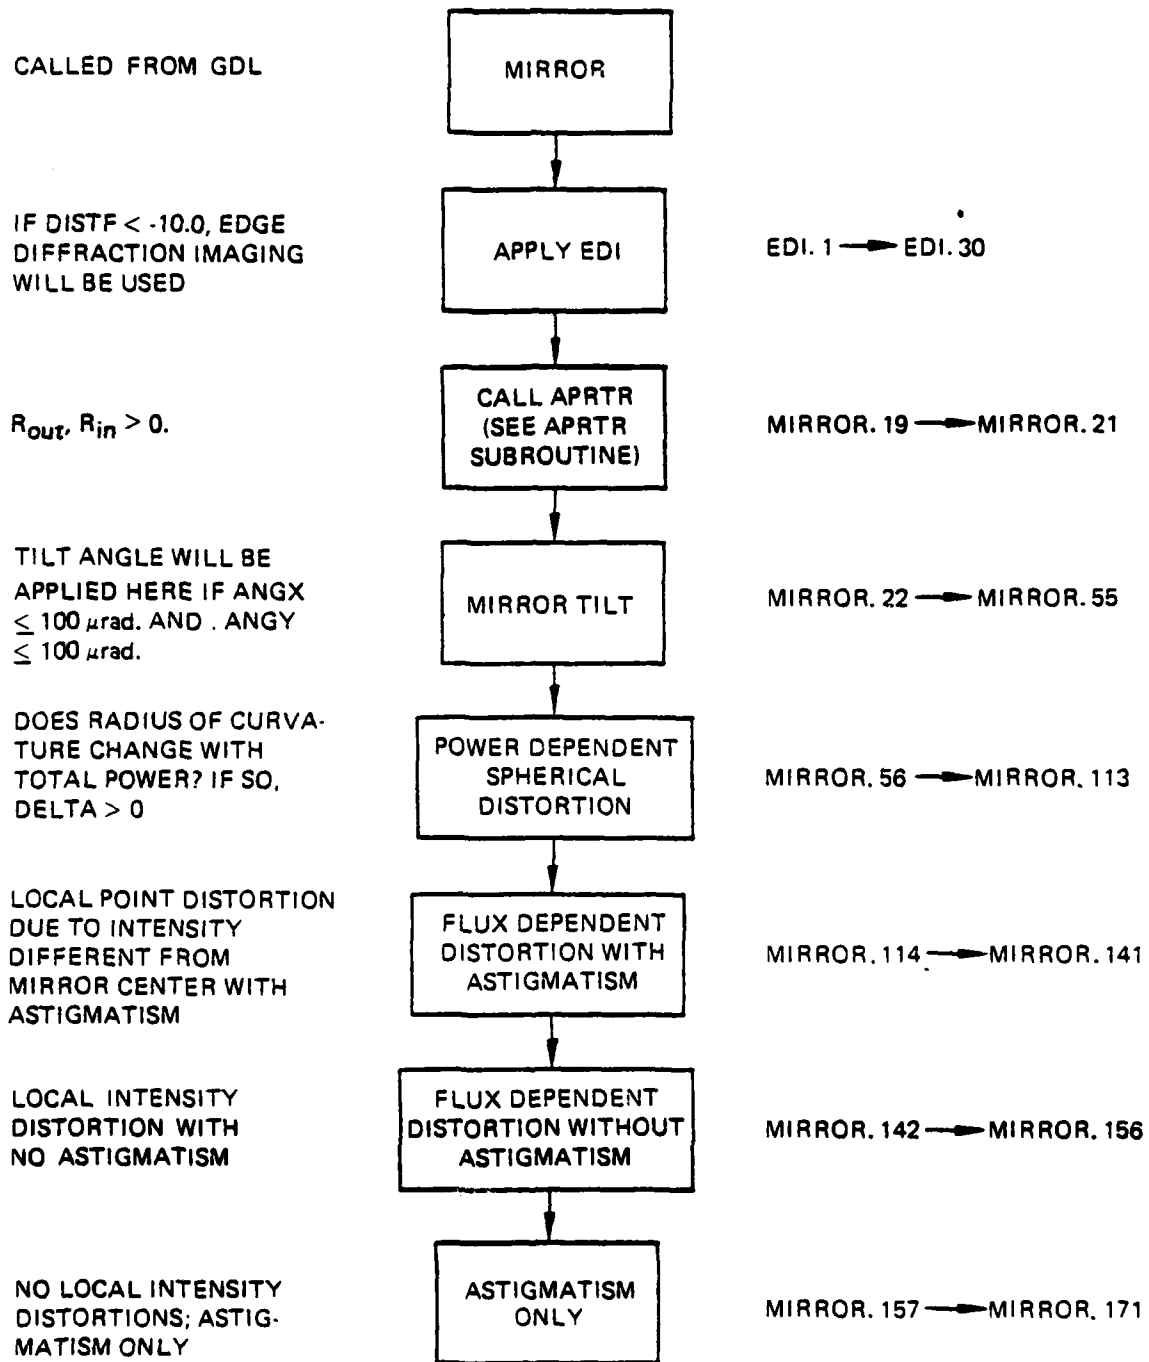 CALLED FROM GDL
MIRROR
IF DISTF < -10.0, EDGE
DIFFRACTION IMAGING
WILL BE USED
APPLY EDI
EDI. 1 → EDI. 30
Rout, Rin > 0.
CALL APRTR
(SEE APRTR
SUBROUTINE)
MIRROR. 19 → MIRROR. 21
TILT ANGLE WILL BE
APPLIED HERE IF ANGX
≤ 100 μrad. AND . ANGY
≤ 100 μrad.
MIRROR TILT
MIRROR. 22 → MIRROR. 55
DOES RADIUS OF CURVA-
TURE CHANGE WITH
TOTAL POWER? IF SO,
DELTA > 0
POWER DEPENDENT
SPHERICAL
DISTORTION
MIRROR. 56 → MIRROR. 113
LOCAL POINT DISTORTION
DUE TO INTENSITY
DIFFERENT FROM
MIRROR CENTER WITH
ASTIGMATISM
FLUX DEPENDENT
DISTORTION WITH
ASTIGMATISM
MIRROR. 114 → MIRROR. 141
LOCAL INTENSITY
DISTORTION WITH
NO ASTIGMATISM
FLUX DEPENDENT
DISTORTION WITHOUT
ASTIGMATISM
MIRROR. 142 → MIRROR. 156
NO LOCAL INTENSITY
DISTORTIONS; ASTIG-
MATISM ONLY
ASTIGMATISM
ONLY
MIRROR. 157 → MIRROR. 171